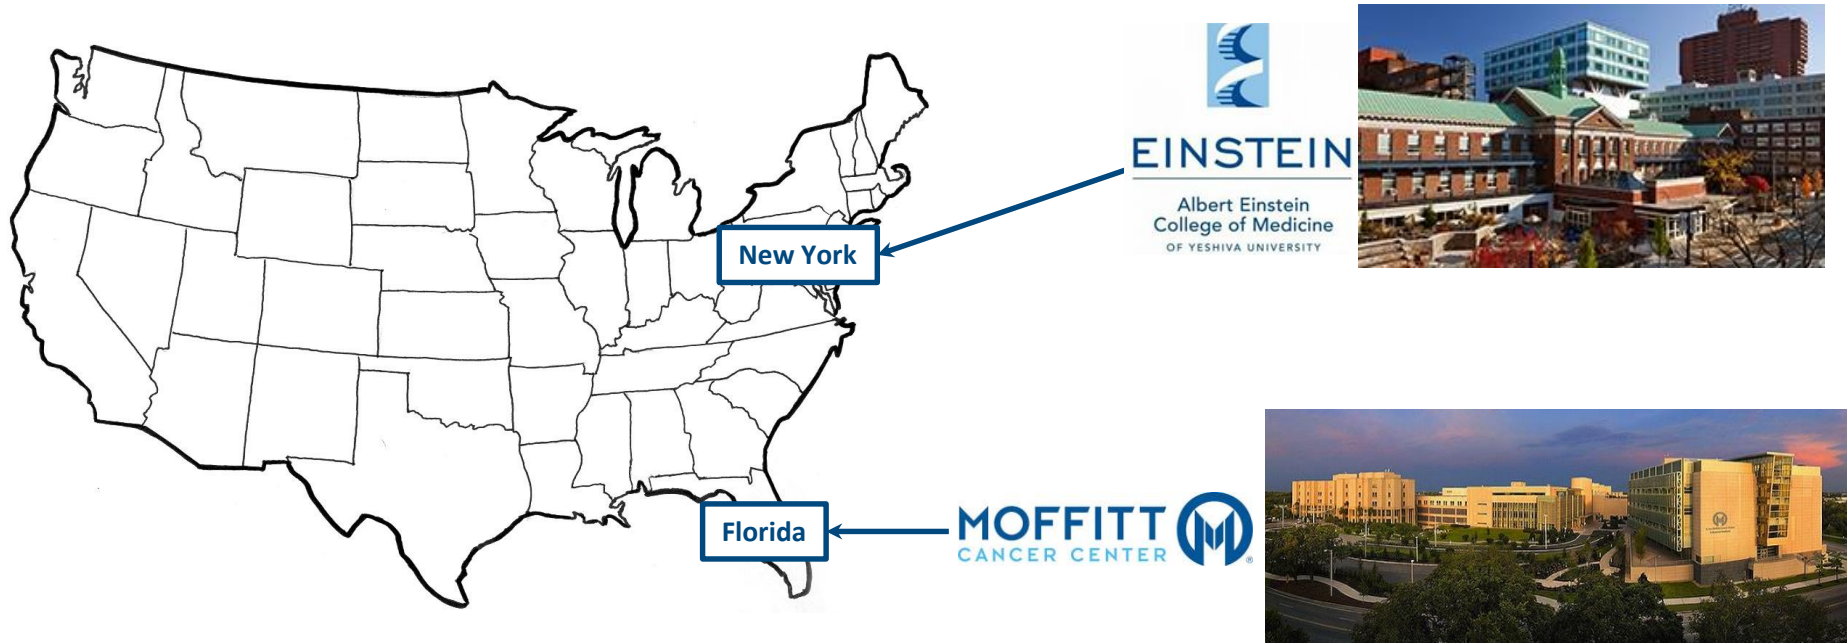 EINSTEIN
Albert Einstein
College of Medicine
OF YESHIVA UNIVERSITY
New York
Florida
MOFFITT
CANCER CENTER
®